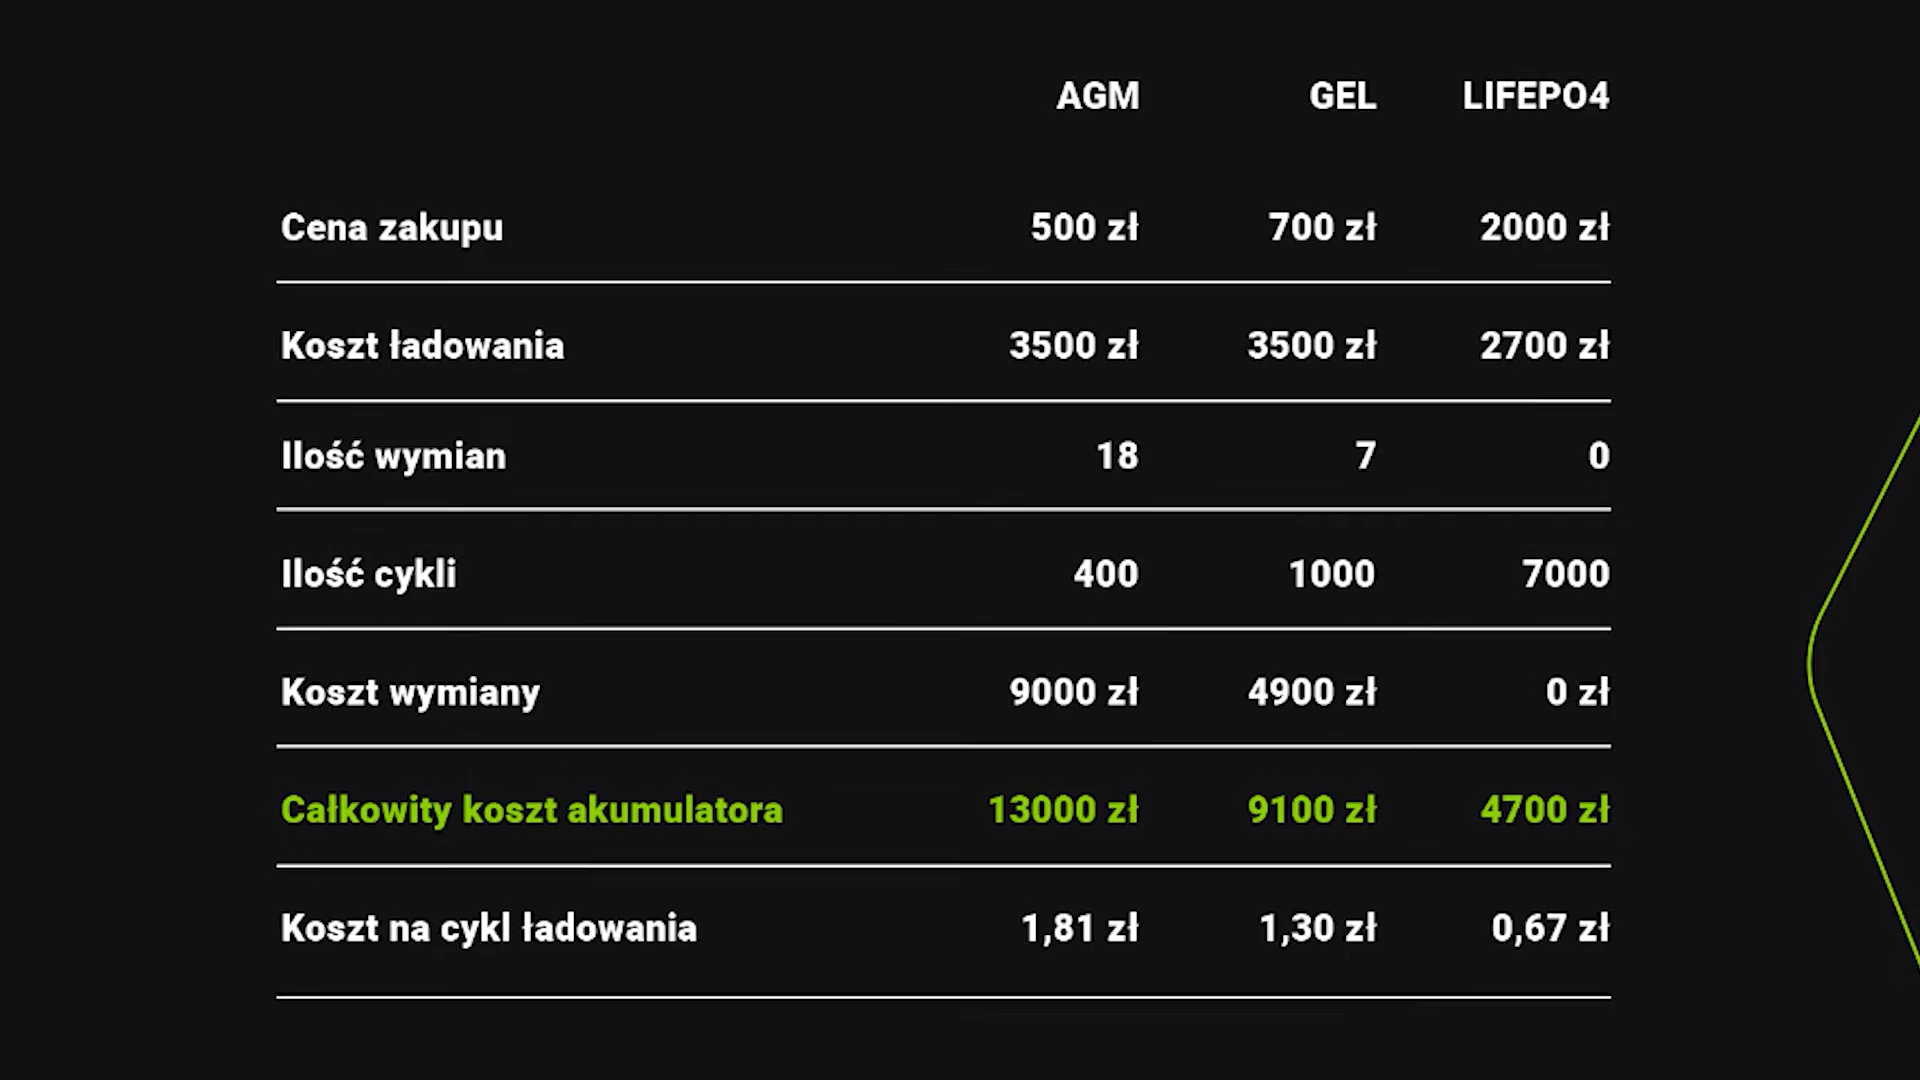 AGM GEL LIFEPO4
Cena zakupu 500 zł 700 zł 2000 zł
Koszt ładowania 3500 zł 3500 zł 2700 zł
Ilość wymian 18 7 0
Ilość cykli 400 1000 7000
Koszt wymiany 9000 zł 4900 zł 0 zł
Całkowity koszt akumulatora 13000 zł 9100 zł 4700 zł
Koszt na cykl ładowania 1,81 zł 1,30 zł 0,67 zł